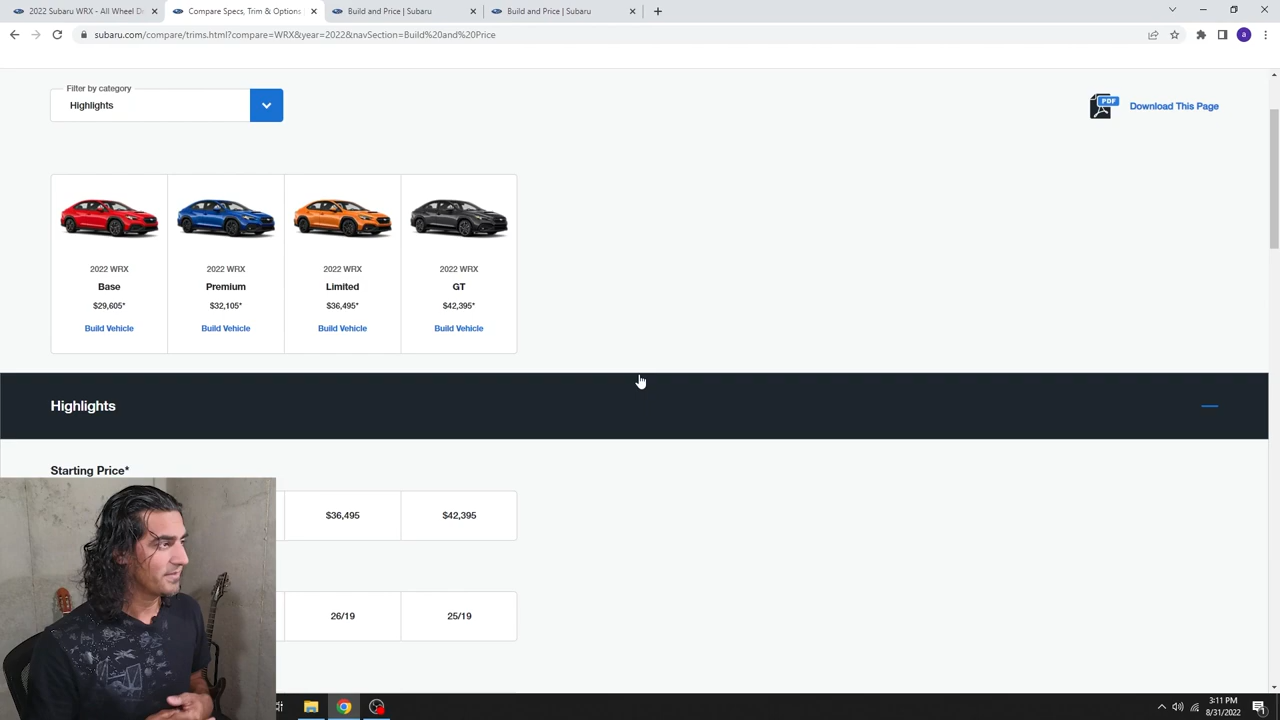 2022 Subaru WRX - All Wheel D
Compare Specs, Trim & Options
Build and Price | Subaru
Build and Price | Subaru
subaru.com/compare/trims.html?compare=WRX&year=2022&navSection=Build%20and%20Price
a
Filter by category
Highlights
PDF
Download This Page
2022 WRX
2022 WRX
2022 WRX
2022 WRX
Base
Premium
Limited
GT
$29,605*
$32,105*
$36,495*
$42,395*
Build Vehicle
Build Vehicle
Build Vehicle
Build Vehicle
Highlights
Starting Price*
$36,495
$42,395
26/19
25/19
3:11 PM
8/31/2022